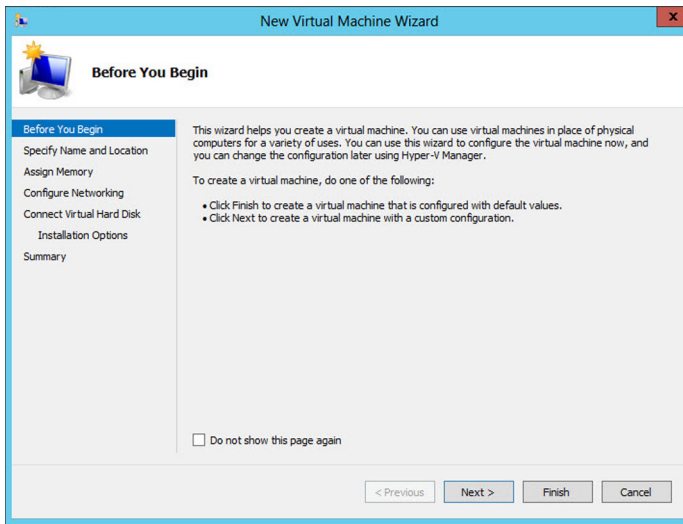 New Virtual Machine Wizard
x
Before You Begin
Before You Begin
Specify Name and Location
Assign Memory
Configure Networking
Connect Virtual Hard Disk
Installation Options
Summary
This wizard helps you create a virtual machine. You can use virtual machines in place of physical
computers for a variety of uses. You can use this wizard to configure the virtual machine now, and
you can change the configuration later using Hyper-V Manager.
To create a virtual machine, do one of the following:
• Click Finish to create a virtual machine that is configured with default values.
• Click Next to create a virtual machine with a custom configuration.
Do not show this page again
< Previous
Next >
Finish
Cancel